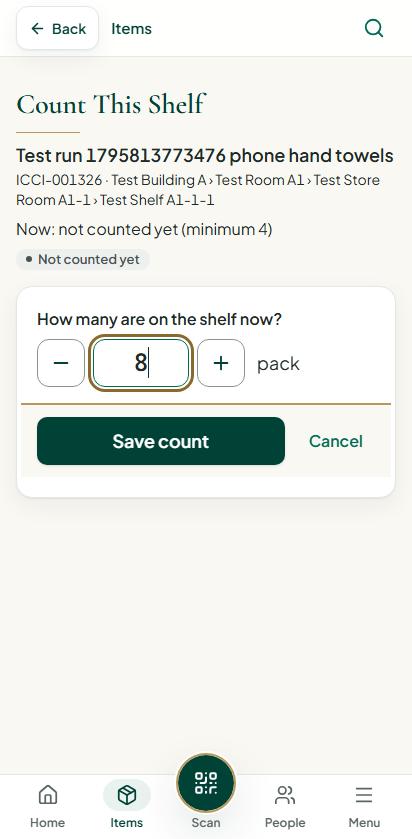 Back Items
Count This Shelf
Test run 1795813773476 phone hand towels
ICCI-001326 · Test Building A › Test Room A1 › Test Store
Room A1-1 › Test Shelf A1-1-1
Now: not counted yet (minimum 4)
Not counted yet
How many are on the shelf now?
− 8 + pack
Save count Cancel
Home Items Scan People Menu